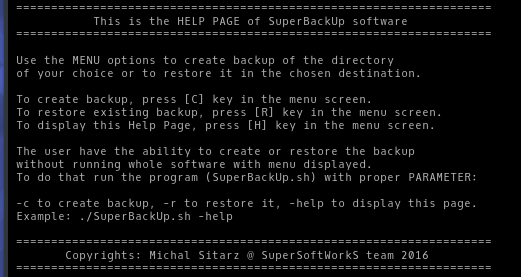 ======================================================================
This is the HELP PAGE of SuperBackUp software
======================================================================
Use the MENU options to create backup of the directory
of your choice or to restore it in the chosen destination.
To create backup, press [C] key in the menu screen.
To restore existing backup, press [R] key in the menu screen.
To display this Help Page, press [H] key in the menu screen.
The user have the ability to create or restore the backup
without running whole software with menu displayed.
To do that run the program (SuperBackUp.sh) with proper PARAMETER:
-c to create backup, -r to restore it, -help to display this page.
Example: ./SuperBackUp.sh -help
======================================================================
Copyrights: Michal Sitarz @ SuperSoftWorkS team 2016
======================================================================